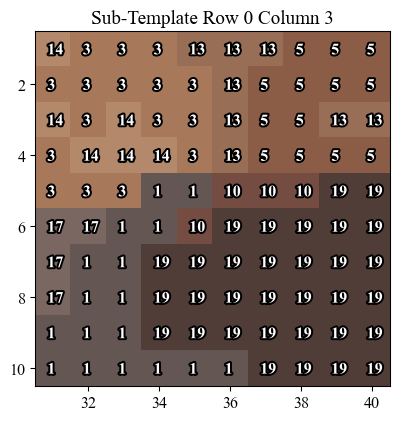 Sub-Template Row 0 Column 3
14 3 3 3 13 13 13 5 5 5
2 3 3 3 3 3 13 5 5 5 5
14 3 14 3 3 13 5 5 13 13
4 3 14 14 14 3 13 5 5 5 5
3 3 3 1 1 10 10 10 19 19
6 17 17 1 1 10 19 19 19 19 19
17 1 1 19 19 19 19 19 19 19
8 17 1 1 19 19 19 19 19 19 19
1 1 1 19 19 19 19 19 19 19
10 1 1 1 1 1 1 19 19 19 19
32 34 36 38 40